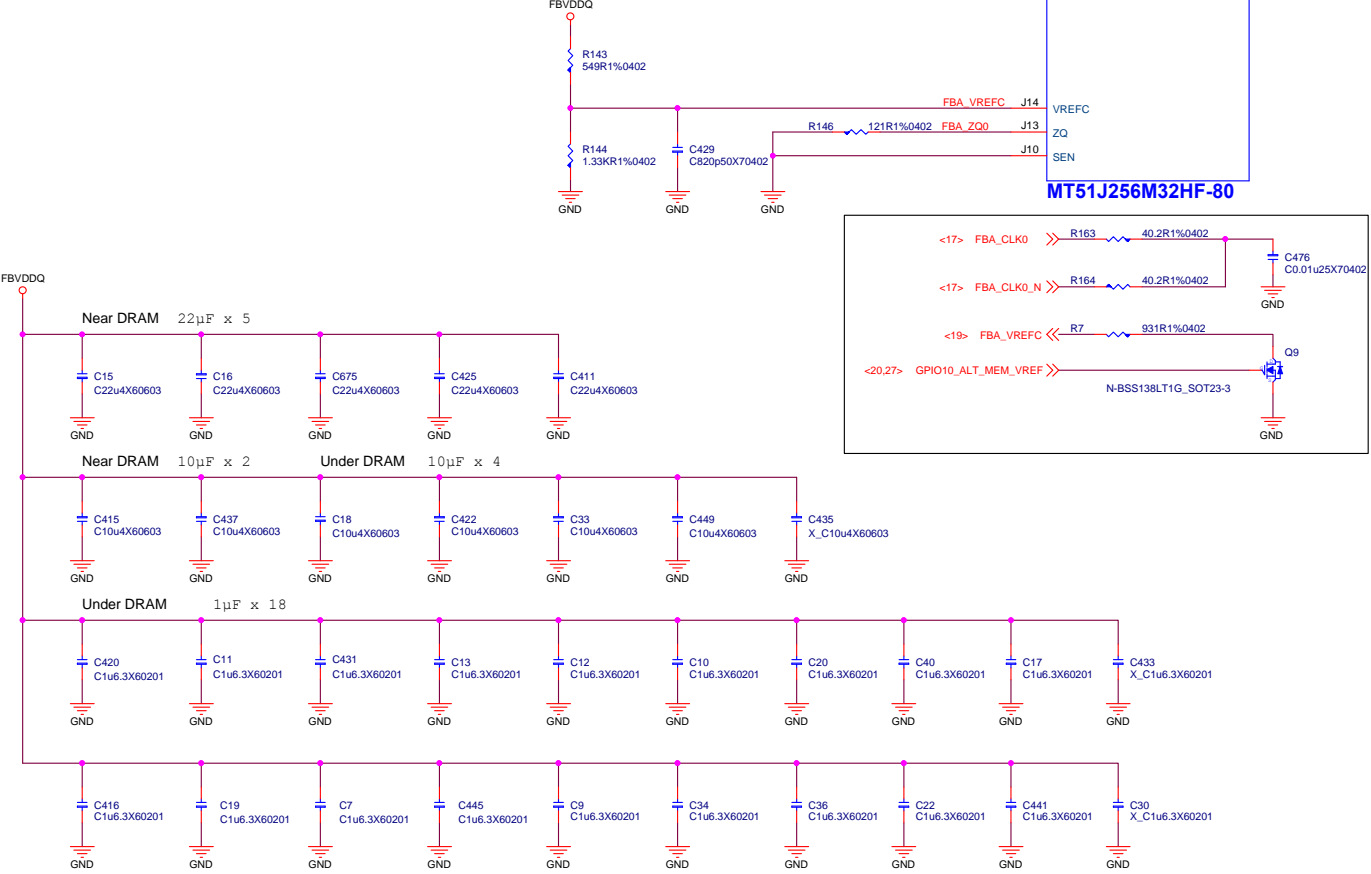 FBVDDQ
R143
549R1%0402
FBA_VREFC J14 VREFC
R146 121R1%0402 FBA_ZQ0 J13 ZQ
R144
1.33KR1%0402
C429
C820p50X70402
J10 SEN
GND GND GND
MT51J256M32HF-80
<17> FBA_CLK0 R163 40.2R1%0402
C476
C0.01u25X70402
<17> FBA_CLK0_N R164 40.2R1%0402
GND
<19> FBA_VREFC R7 931R1%0402
Q9
<20,27> GPIO10_ALT_MEM_VREF
N-BSS138LT1G_SOT23-3
GND
FBVDDQ
Near DRAM 22µF x 5
C15 C16 C675 C425 C411
C22u4X60603 C22u4X60603 C22u4X60603 C22u4X60603 C22u4X60603
GND GND GND GND GND
Near DRAM 10µF x 2 Under DRAM 10µF x 4
C415 C437 C18 C422 C33 C449 C435
C10u4X60603 C10u4X60603 C10u4X60603 C10u4X60603 C10u4X60603 C10u4X60603 X_C10u4X60603
GND GND GND GND GND GND GND
Under DRAM 1µF x 18
C420 C11 C431 C13 C12 C10 C20 C40 C17 C433
C1u6.3X60201 C1u6.3X60201 C1u6.3X60201 C1u6.3X60201 C1u6.3X60201 C1u6.3X60201 C1u6.3X60201 C1u6.3X60201 C1u6.3X60201 X_C1u6.3X60201
GND GND GND GND GND GND GND GND GND GND
C416 C19 C7 C445 C9 C34 C36 C22 C441 C30
C1u6.3X60201 C1u6.3X60201 C1u6.3X60201 C1u6.3X60201 C1u6.3X60201 C1u6.3X60201 C1u6.3X60201 C1u6.3X60201 C1u6.3X60201 X_C1u6.3X60201
GND GND GND GND GND GND GND GND GND GND